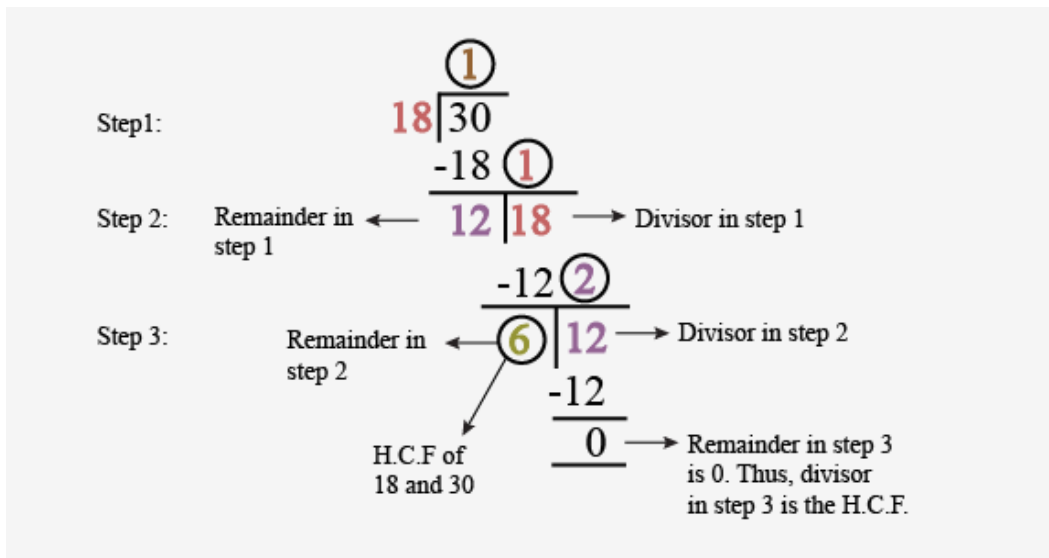 1
Step1: 18 30
-18 1
Step 2: Remainder in step 1 12 18 Divisor in step 1
-12 2
Step 3: Remainder in step 2 6 12 Divisor in step 2
-12
H.C.F of
18 and 30
0 Remainder in step 3
is 0. Thus, divisor
in step 3 is the H.C.F.